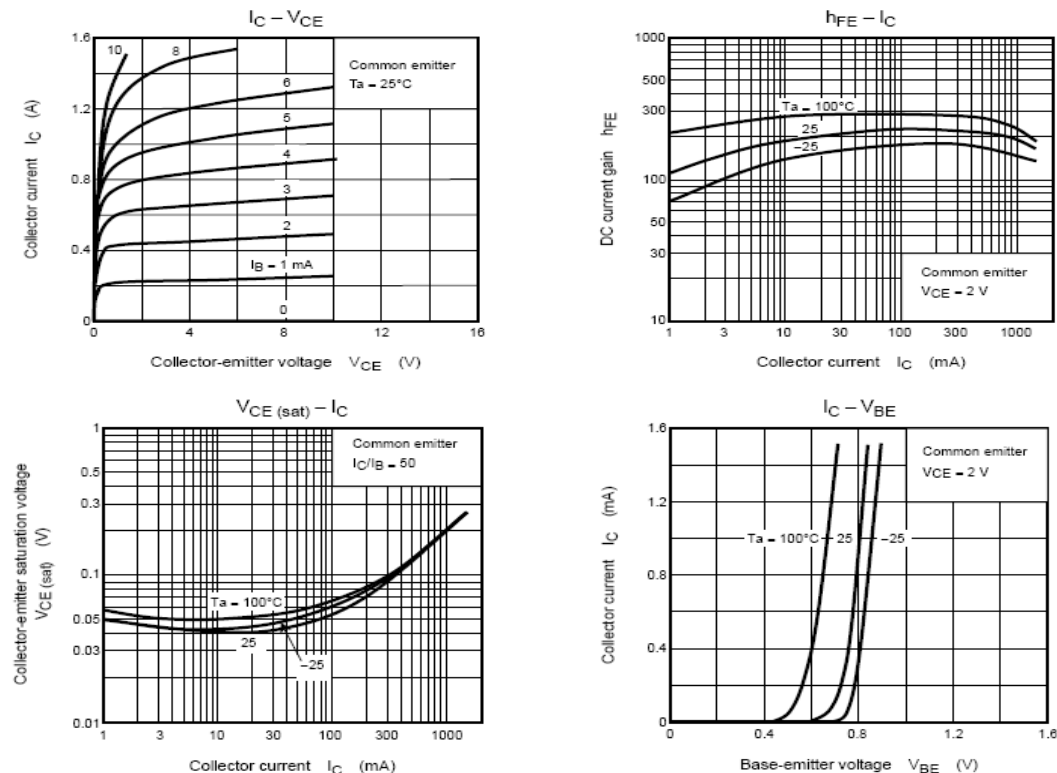 IC – VCE
1.6
1.2
0.8
0.4
0
0
4
8
12
16
10
8
6
5
4
3
2
IB = 1 mA
0
Common emitter
Ta = 25°C
Collector current IC (A)
Collector-emitter voltage VCE (V)
hFE – IC
1000
500
300
100
50
30
10
1
3
10
30
100
300
1000
Ta = 100°C
25
−25
Common emitter
VCE = 2 V
DC current gain hFE
Collector current IC (mA)
VCE (sat) – IC
1
0.5
0.3
0.1
0.05
0.03
0.01
1
3
10
30
100
300
1000
Common emitter
IC/IB = 50
Ta = 100°C
25
−25
Collector-emitter saturation voltage
VCE (sat) (V)
Collector current IC (mA)
IC – VBE
1.6
1.2
0.8
0.4
0
0
0.4
0.8
1.2
1.6
Common emitter
VCE = 2 V
Ta = 100°C
25
−25
Collector current IC (mA)
Base-emitter voltage VBE (V)